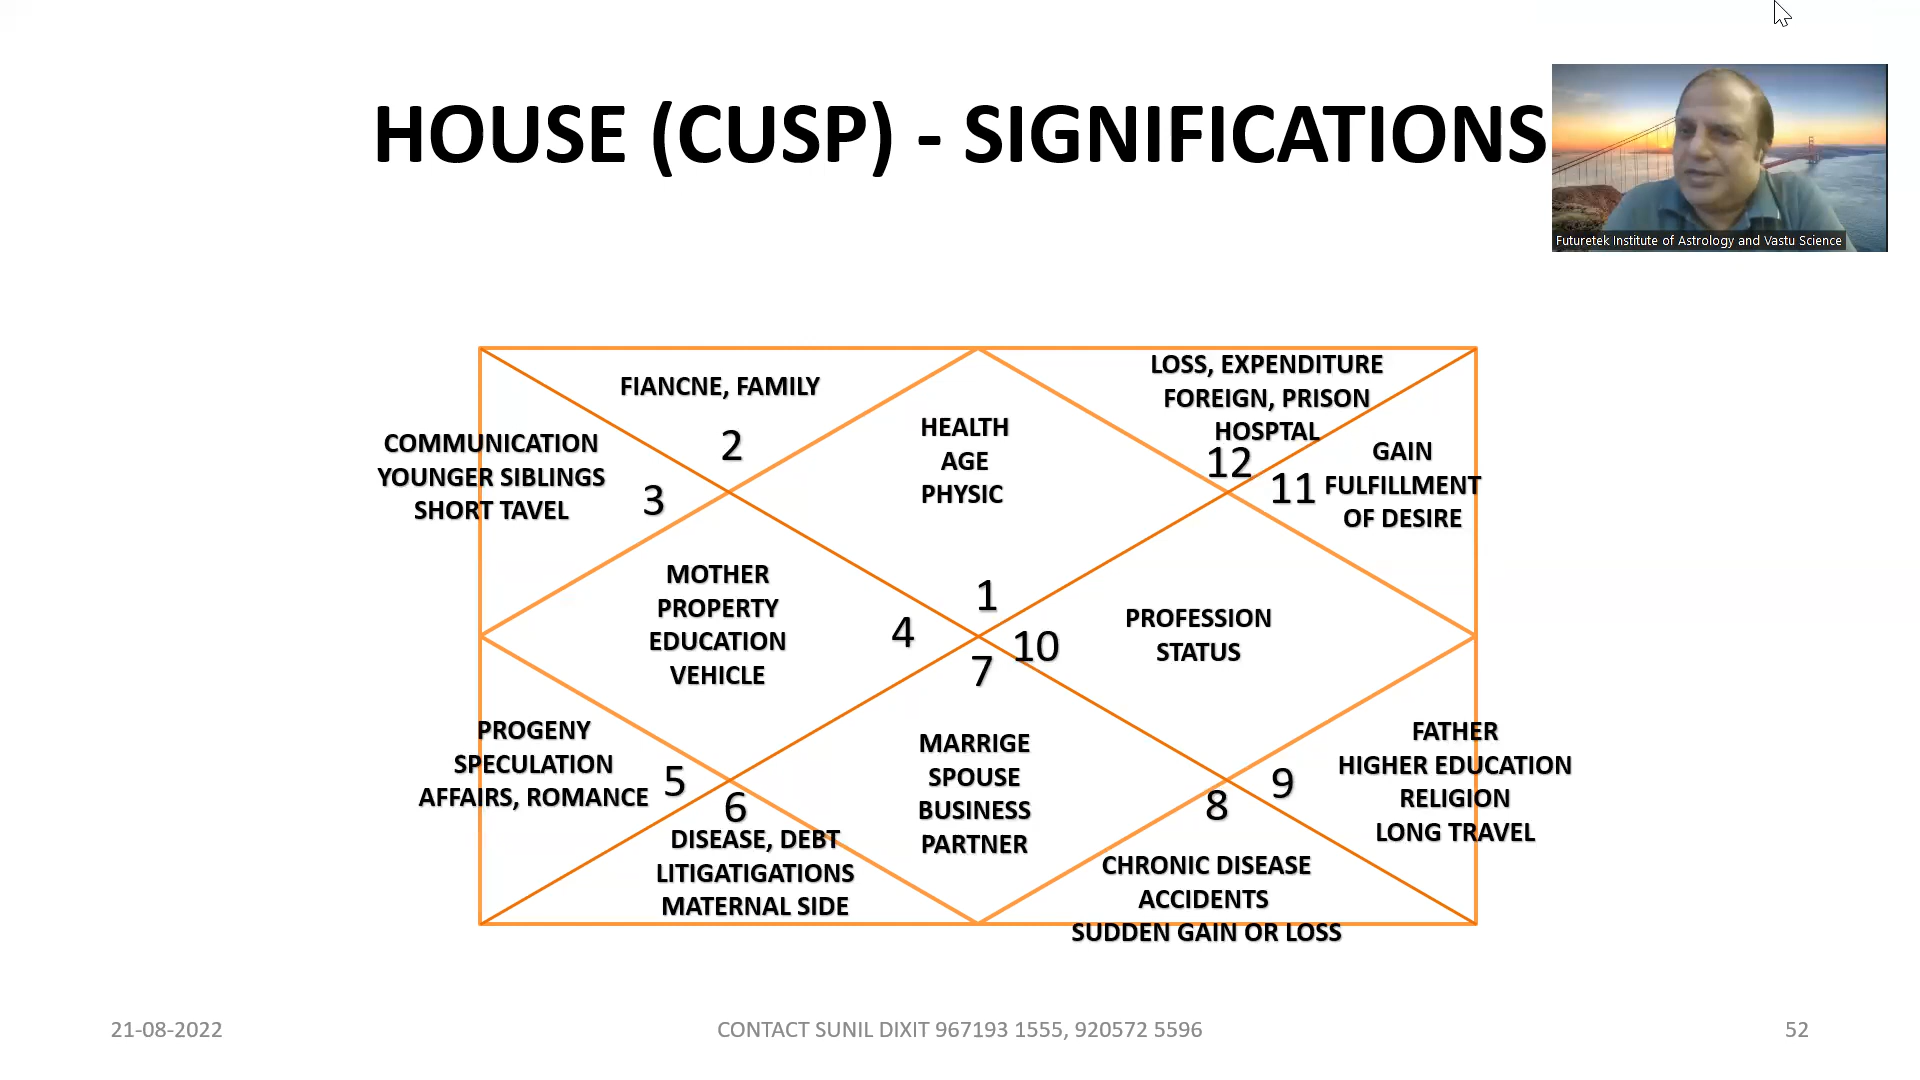 HOUSE (CUSP) - SIGNIFICATIONS
Futuretek Institute of Astrology and Vastu Science
FIANCNE, FAMILY
2
HEALTH
AGE
PHYSIC
1
LOSS, EXPENDITURE
FOREIGN, PRISON
HOSPTAL
12
COMMUNICATION
YOUNGER SIBLINGS
SHORT TAVEL
3
GAIN
FULFILLMENT
OF DESIRE
11
MOTHER
PROPERTY
EDUCATION
VEHICLE
4
10
PROFESSION
STATUS
7
MARRIGE
SPOUSE
BUSINESS
PARTNER
PROGENY
SPECULATION
AFFAIRS, ROMANCE
5
6
DISEASE, DEBT
LITIGATIGATIONS
MATERNAL SIDE
8
CHRONIC DISEASE
ACCIDENTS
SUDDEN GAIN OR LOSS
9
FATHER
HIGHER EDUCATION
RELIGION
LONG TRAVEL
21-08-2022
CONTACT SUNIL DIXIT 967193 1555, 920572 5596
52